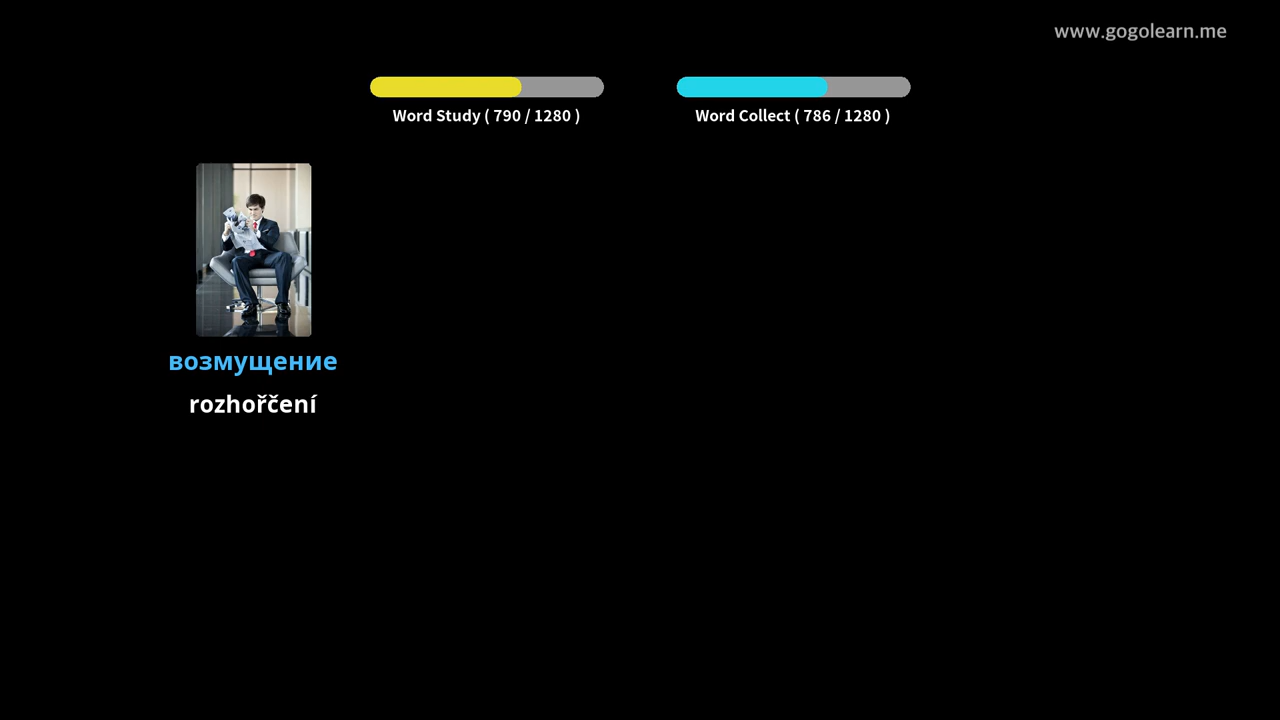 www.gogolearn.me
Word Study ( 790 / 1280 )
Word Collect ( 786 / 1280 )
возмущение
rozhořčení